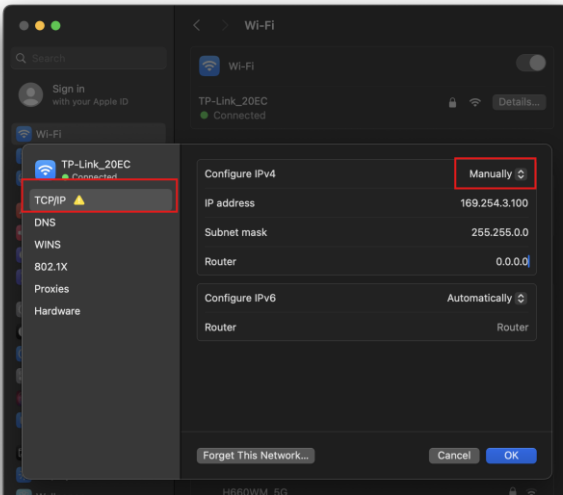 Wi-Fi
Search
Sign in
with your Apple ID
Wi-Fi
Wi-Fi
TP-Link_20EC
Connected
Details...
TP-Link_20EC
Connected
TCP/IP
DNS
WINS
802.1X
Proxies
Hardware
Configure IPv4 Manually
IP address 169.254.3.100
Subnet mask 255.255.0.0
Router 0.0.0.0
Configure IPv6 Automatically
Router Router
Forget This Network... Cancel OK
H660WM_5G